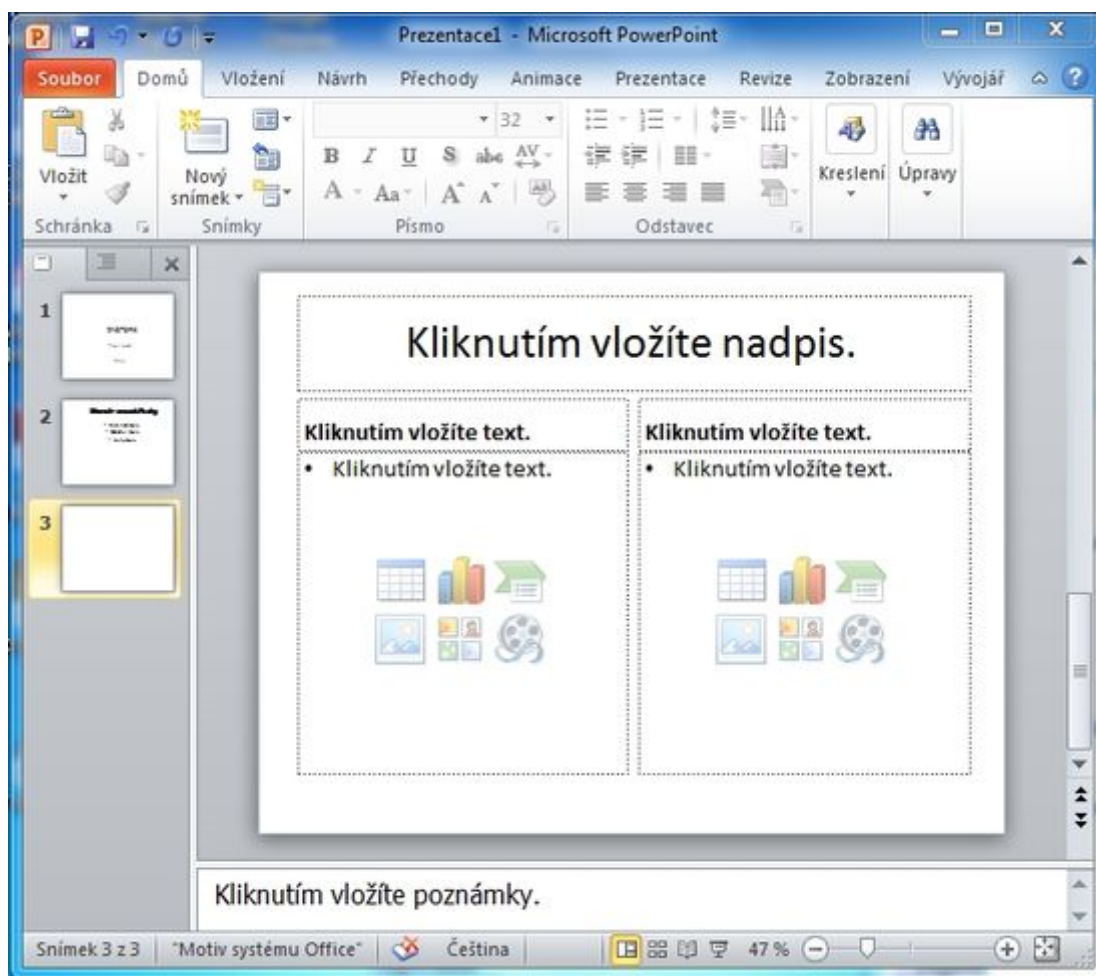 Prezentace1 - Microsoft PowerPoint
Soubor Domů Vložení Návrh Přechody Animace Prezentace Revize Zobrazení Vývojář
32
B I U S abc AV
A Aa A A
Vložit
Nový
snímek
Kreslení Úpravy
Schránka Snímky Písmo Odstavec
1
2
3
Kliknutím vložíte nadpis.
Kliknutím vložíte text. Kliknutím vložíte text.
• Kliknutím vložíte text. • Kliknutím vložíte text.
Kliknutím vložíte poznámky.
Snímek 3 z 3 "Motiv systému Office" Čeština 47 %